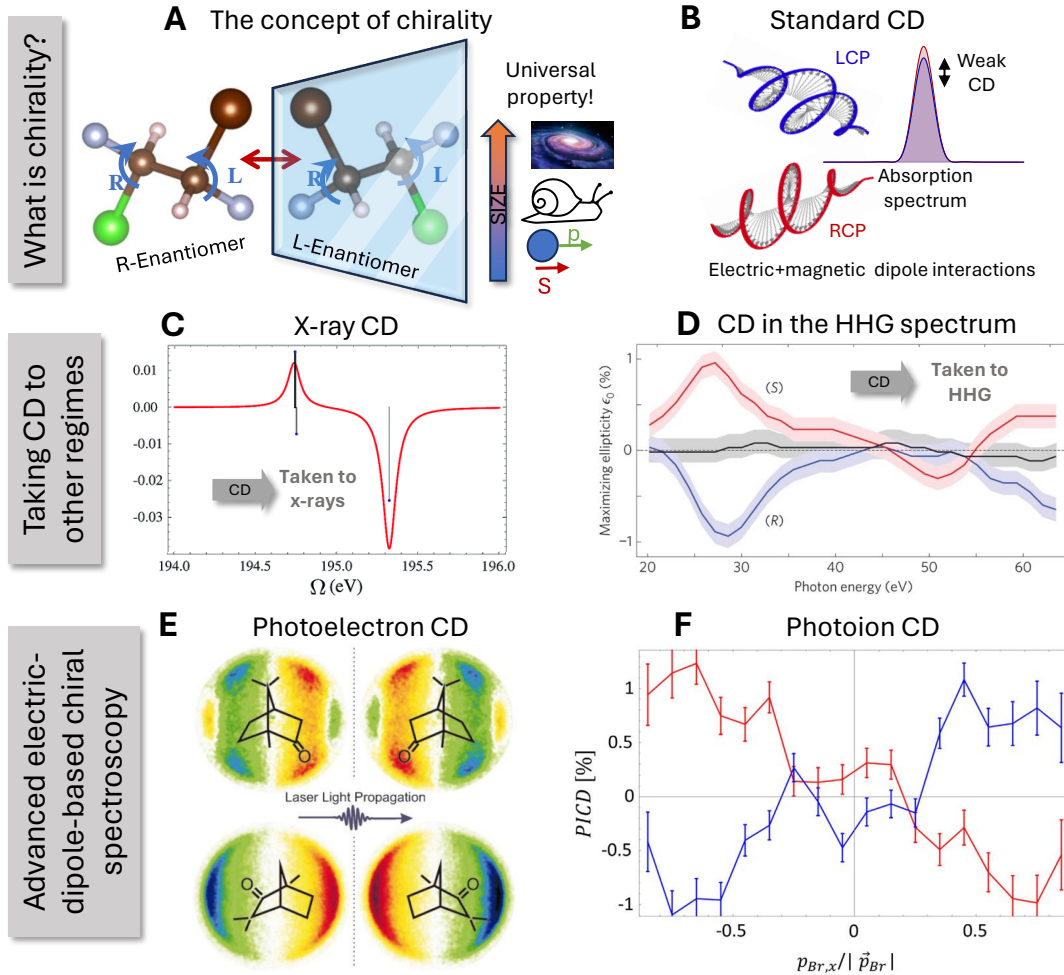 What is chirality?
A
The concept of chirality
R
L
R
L
R-Enantiomer
L-Enantiomer
Universal
property!
SIZE
p
S
B
Standard CD
LCP
Weak
CD
Absorption
spectrum
RCP
Electric+magnetic dipole interactions
Taking CD to
other regimes
C
X-ray CD
0.01
0.00
-0.01
-0.02
-0.03
CD
Taken to
x-rays
194.0
194.5
195.0
195.5
196.0
Ω (eV)
D
CD in the HHG spectrum
Maximizing ellipticity ϵ0 (%)
1
0
−1
(S)
(R)
CD
Taken to
HHG
20
30
40
50
60
Photon energy (eV)
Advanced electric-
dipole-based chiral
spectroscopy
E
Photoelectron CD
O
O
Laser Light Propagation
O
O
F
Photoion CD
PICD [%]
1
0.5
0
-0.5
-1
-0.5
0
0.5
pBr,x/| p⃗Br|